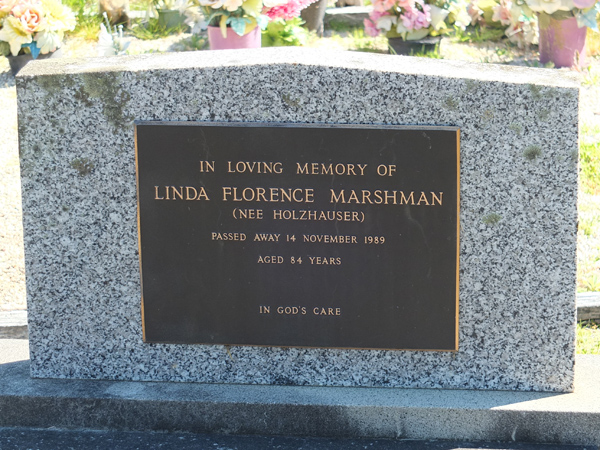 IN LOVING MEMORY OF
LINDA FLORENCE MARSHMAN
(NEE HOLZHAUSER)
PASSED AWAY 14 NOVEMBER 1989
AGED 84 YEARS
IN GOD'S CARE